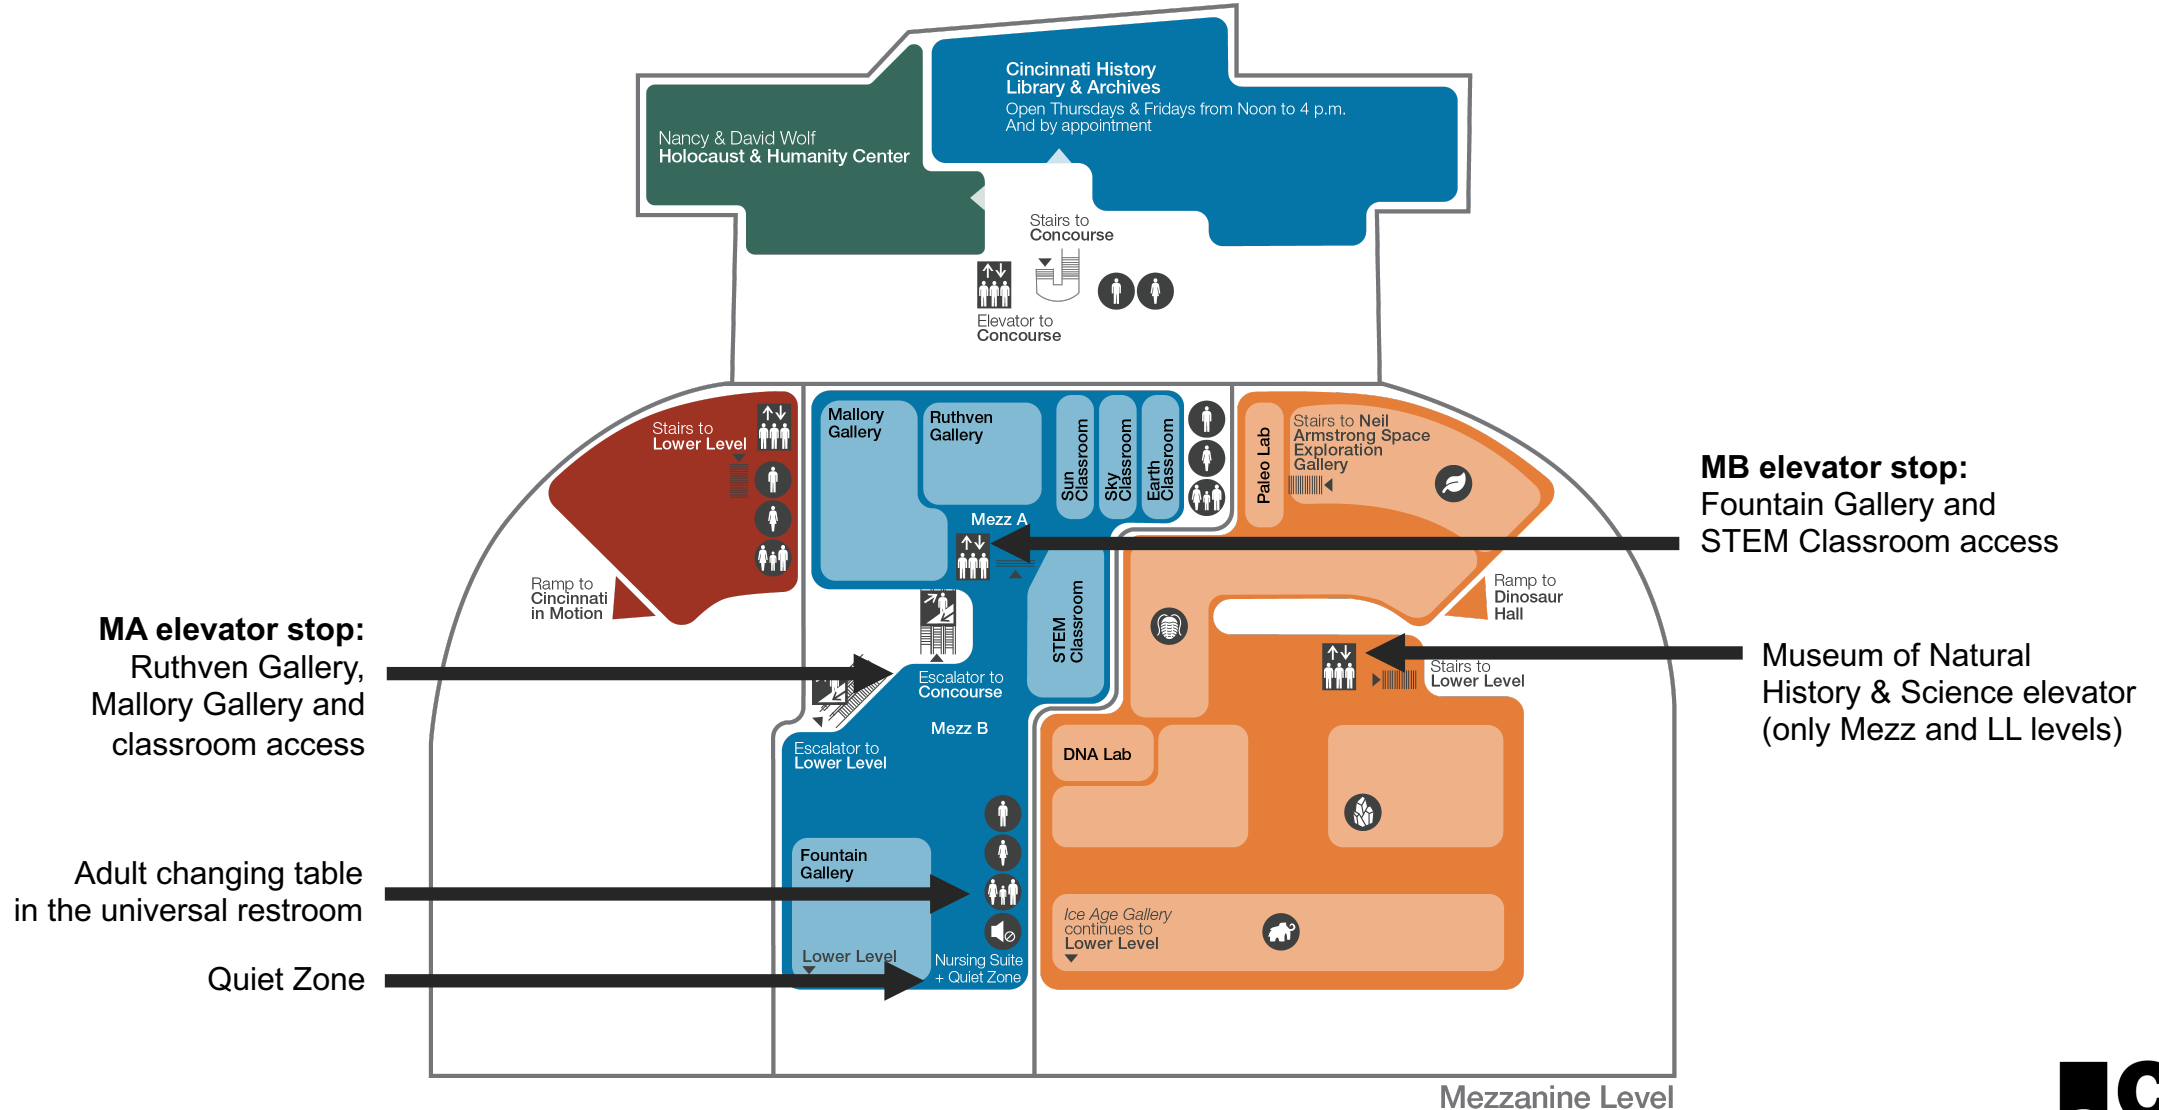 Cincinnati History
Library & Archives
Open Thursdays & Fridays from Noon to 4 p.m.
And by appointment
Nancy & David Wolf
Holocaust & Humanity Center
Stairs to
Concourse
Elevator to
Concourse
Stairs to
Lower Level
Ramp to
Cincinnati
in Motion
Mallory
Gallery
Ruthven
Gallery
Sun
Classroom
Sky
Classroom
Earth
Classroom
Mezz A
STEM
Classroom
Escalator to
Concourse
Mezz B
Escalator to
Lower Level
Fountain
Gallery
Lower Level
Nursing Suite
+ Quiet Zone
Paleo Lab
Stairs to Neil
Armstrong Space
Exploration
Gallery
Ramp to
Dinosaur
Hall
Stairs to
Lower Level
DNA Lab
Ice Age Gallery
continues to
Lower Level
MA elevator stop:
Ruthven Gallery,
Mallory Gallery and
classroom access
Adult changing table
in the universal restroom
Quiet Zone
MB elevator stop:
Fountain Gallery and
STEM Classroom access
Museum of Natural
History & Science elevator
(only Mezz and LL levels)
Mezzanine Level